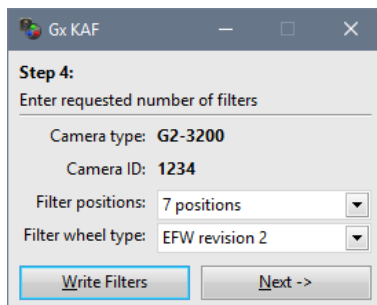 Gx KAF
Step 4:
Enter requested number of filters
Camera type: G2-3200
Camera ID: 1234
Filter positions: 7 positions
Filter wheel type: EFW revision 2
Write Filters Next ->